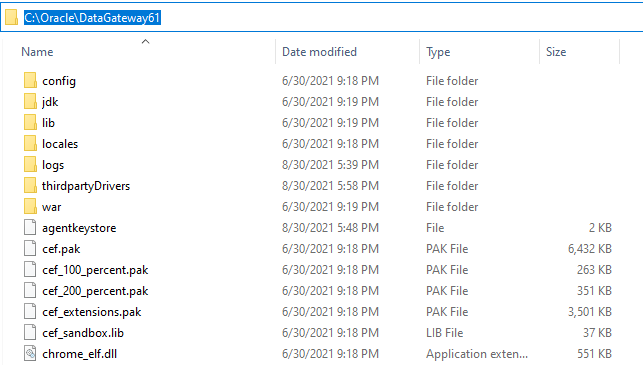 C:\Oracle\DataGateway61
Name Date modified Type Size
config 6/30/2021 9:18 PM File folder
jdk 6/30/2021 9:19 PM File folder
lib 6/30/2021 9:19 PM File folder
locales 6/30/2021 9:18 PM File folder
logs 8/30/2021 5:39 PM File folder
thirdpartyDrivers 8/30/2021 5:58 PM File folder
war 6/30/2021 9:19 PM File folder
agentkeystore 8/30/2021 5:48 PM File 2 KB
cef.pak 6/30/2021 9:18 PM PAK File 6,432 KB
cef_100_percent.pak 6/30/2021 9:18 PM PAK File 263 KB
cef_200_percent.pak 6/30/2021 9:18 PM PAK File 351 KB
cef_extensions.pak 6/30/2021 9:18 PM PAK File 3,501 KB
cef_sandbox.lib 6/30/2021 9:18 PM LIB File 37 KB
chrome_elf.dll 6/30/2021 9:18 PM Application exten... 551 KB